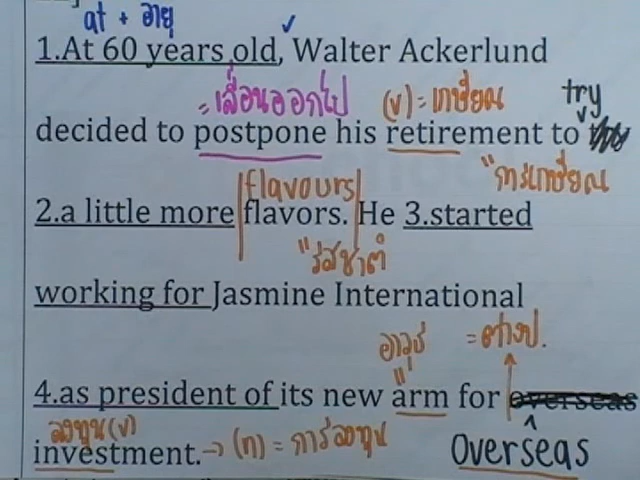 at + อายุ
1.At 60 years old, Walter Ackerlund
= เลื่อนออกไป (v) = เกษียณ try
decided to postpone his retirement to
flavours "การเกษียณ
2.a little more flavors. He 3.started
"รสชาติ
working for Jasmine International
อาวุธ = ต่างป.
4.as president of its new arm for overseas
ลงทุน (v)
investment. → (n) = การลงทุน overseas